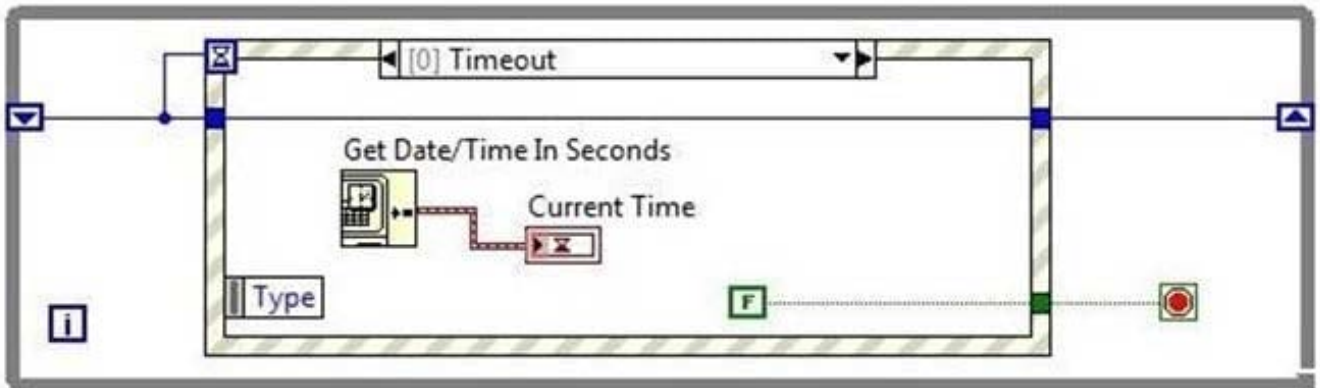 [0] Timeout
Get Date/Time In Seconds
Current Time
Type
F
i